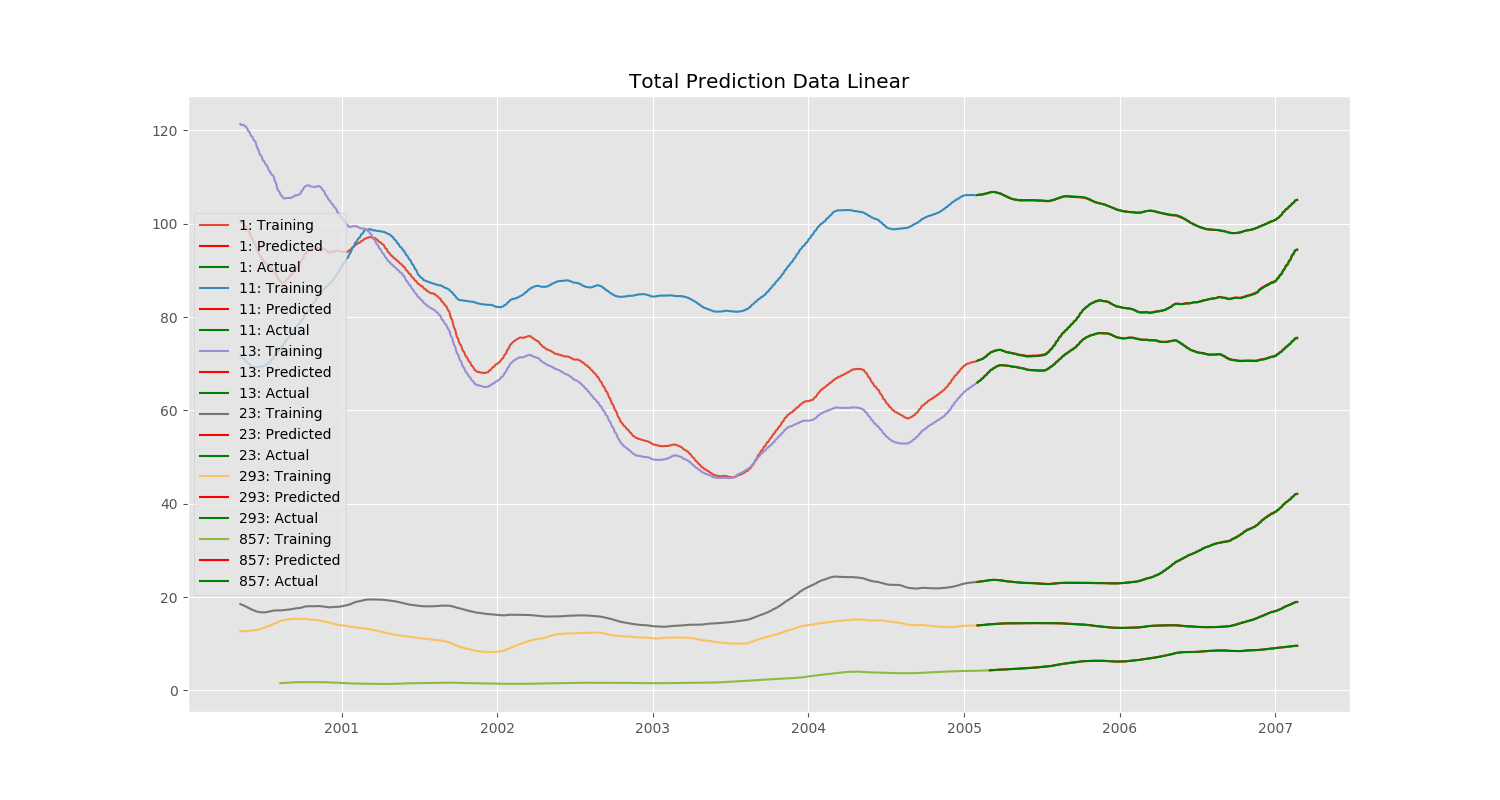 Total Prediction Data Linear
120
100
80
60
40
20
0
1: Training
1: Predicted
1: Actual
11: Training
11: Predicted
11: Actual
13: Training
13: Predicted
13: Actual
23: Training
23: Predicted
23: Actual
293: Training
293: Predicted
293: Actual
857: Training
857: Predicted
857: Actual
2001 2002 2003 2004 2005 2006 2007